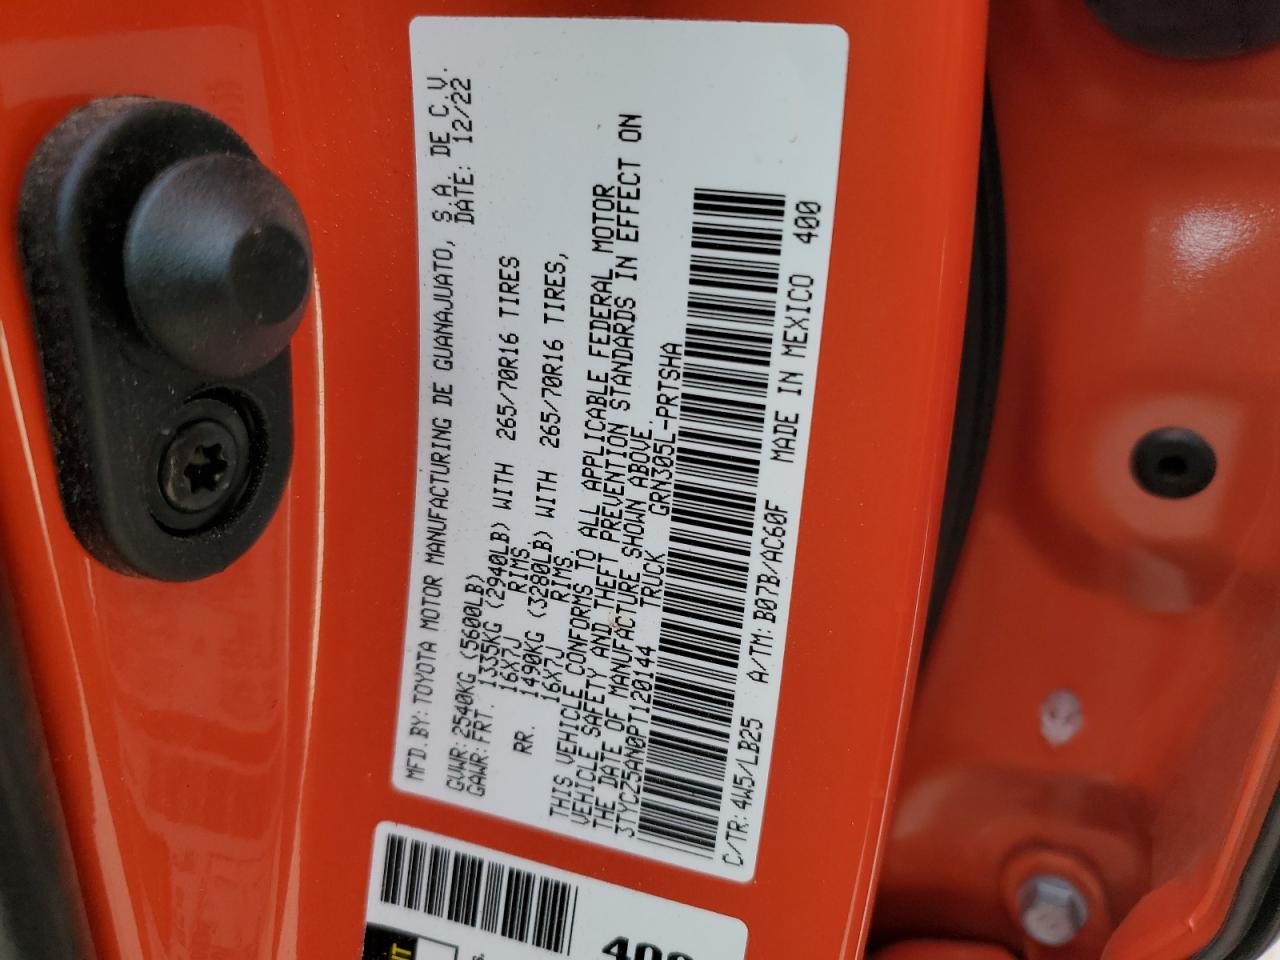 MFD.BY:TOYOTA MOTOR MANUFACTURING DE GUANAJUATO, S.A. DE C.V.
DATE: 12/22
GVWR:2540KG (5600LB)
GAWR:FRT. 1335KG (2940LB) WITH 265/70R16 TIRES
16X7J RIMS
RR. 1490KG (3280LB) WITH 265/70R16 TIRES,
16X7J RIMS
THIS VEHICLE CONFORMS TO ALL APPLICABLE FEDERAL MOTOR
VEHICLE SAFETY AND THEFT PREVENTION STANDARDS IN EFFECT ON
THE DATE OF MANUFACTURE SHOWN ABOVE.
3TYCZ5AN0PT120144 TRUCK GRN305L-PRTSHA
C/TR:4W5/LB25 A/TM:B07B/AC60F MADE IN MEXICO 400